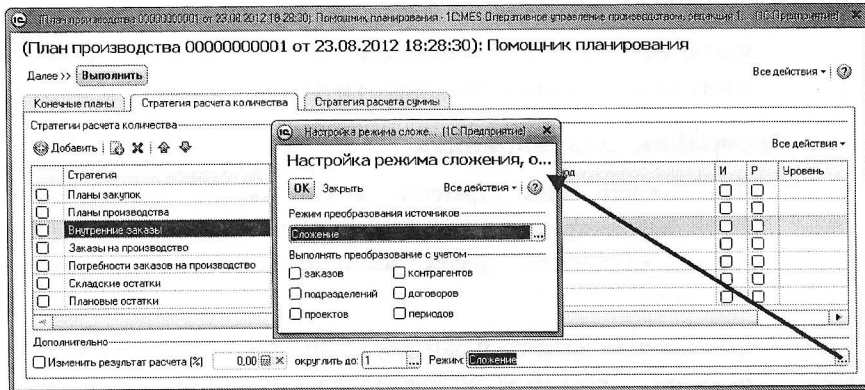 (План производства 00000000001 от 23.08.2012 18:28:30): Помощник планирования - 1С:MES Оперативное управление производством, редакция 1... (1С:Предприятие)
(План производства 00000000001 от 23.08.2012 18:28:30): Помощник планирования
Далее >> Выполнить Все действия
Конечные планы Стратегия расчета количества Стратегия расчета суммы
Стратегии расчета количества
Добавить Все действия
Стратегия од И Р Уровень
Планы закупок
Планы производства
Внутренние заказы
Заказы на производство
Потребности заказов на производство
Складские остатки
Плановые остатки
Настройка режима сложе... (1С:Предприятие)
Настройка режима сложения, о...
OK Закрыть Все действия
Режим преобразования источников
Сложение ...
Выполнять преобразование с учетом
заказов контрагентов
подразделений договоров
проектов периодов
Дополнительно
Изменить результат расчета (%) 0,00 округлить до: 1 ... Режим: Сложение ...